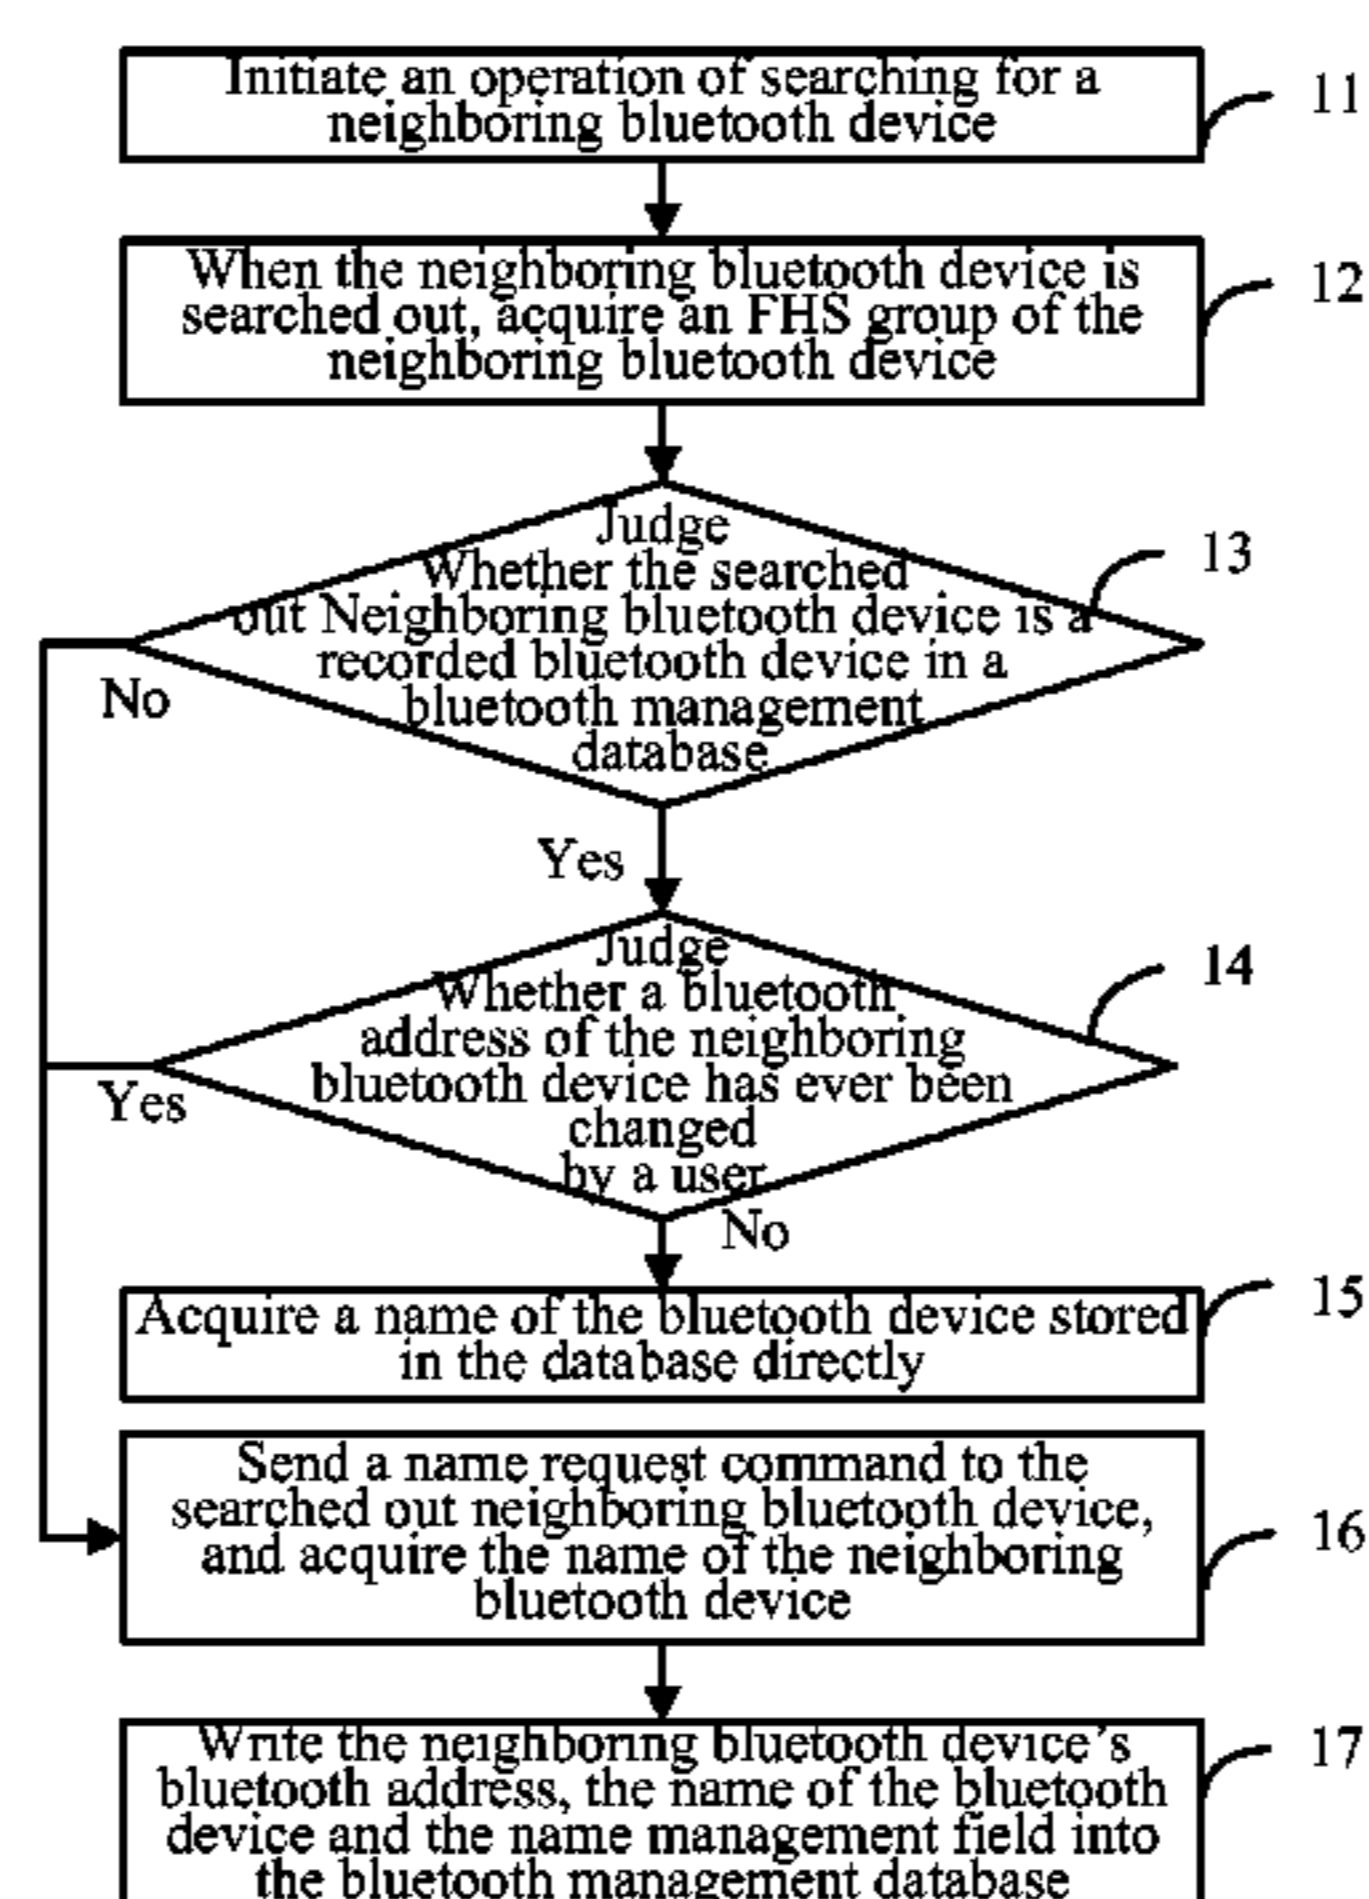 Initiate an operation of searching for a
neighboring bluetooth device
11
When the neighboring bluetooth device is
searched out, acquire an FHS group of the
neighboring bluetooth device
12
Judge
Whether the searched
out Neighboring bluetooth device is a
recorded bluetooth device in a
bluetooth management
database
13
No
Yes
Judge
Whether a bluetooth
address of the neighboring
bluetooth device has ever been
changed
by a user
14
Yes
No
Acquire a name of the bluetooth device stored
in the database directly
15
Send a name request command to the
searched out neighboring bluetooth device,
and acquire the name of the neighboring
bluetooth device
16
Write the neighboring bluetooth device's
bluetooth address, the name of the bluetooth
device and the name management field into
the bluetooth management database
17